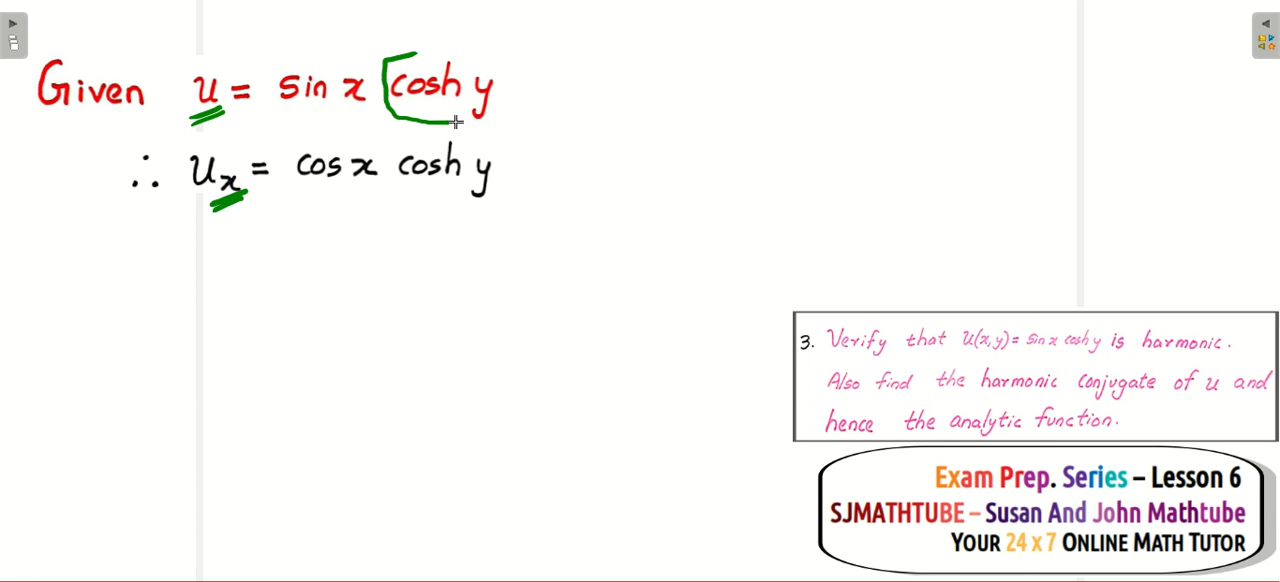 Given u = sin x cosh y
∴ uₓ = cos x cosh y
3. Verify that u(x,y) = sin x cosh y is harmonic.
Also find the harmonic conjugate of u and
hence the analytic function.
Exam Prep. Series – Lesson 6
SJMATHTUBE – Susan And John Mathtube
YOUR 24 x 7 ONLINE MATH TUTOR